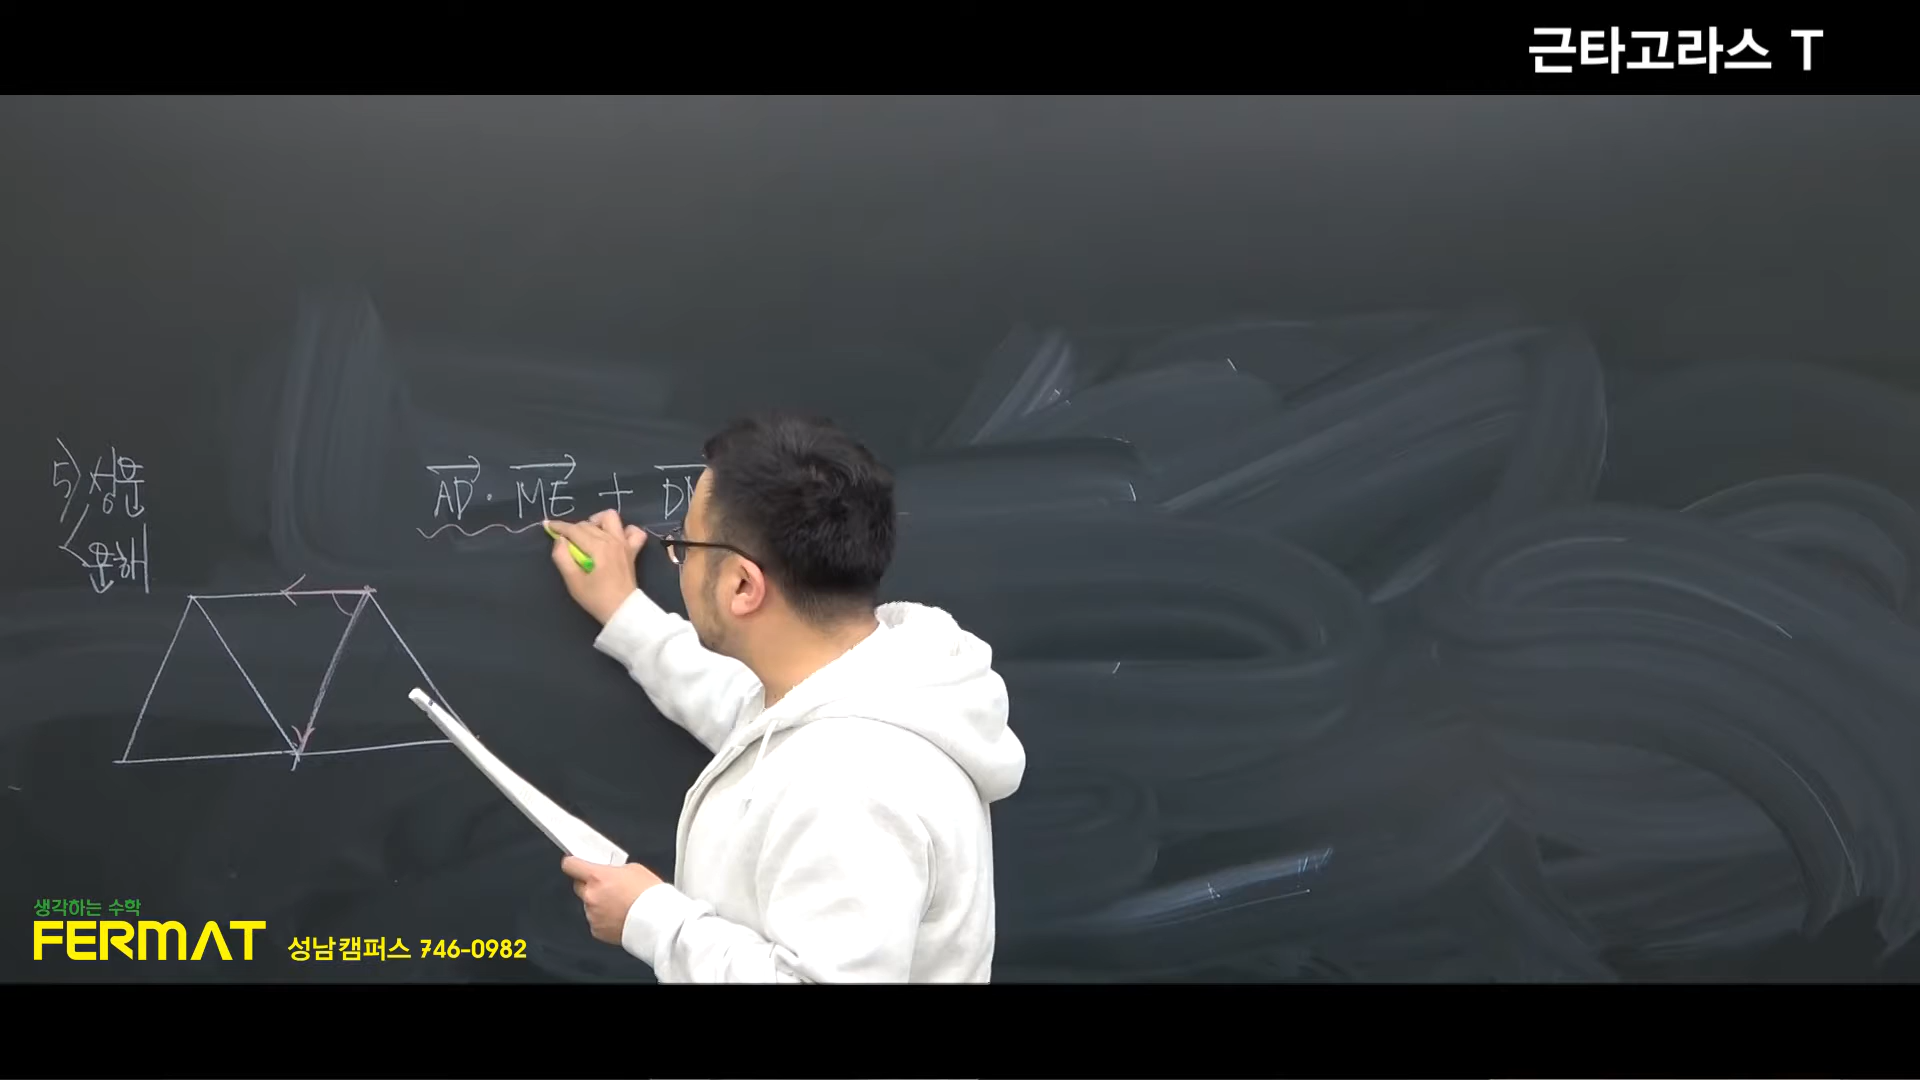 근타고라스 T
5) 성분
분해
AD · ME + D
생각하는 수학
FERMAT 성남캠퍼스 746-0982